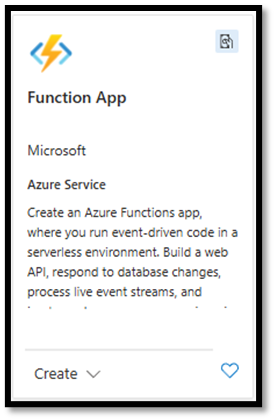 Function App
Microsoft
Azure Service
Create an Azure Functions app,
where you run event-driven code in a
serverless environment. Build a web
API, respond to database changes,
process live event streams, and
Create